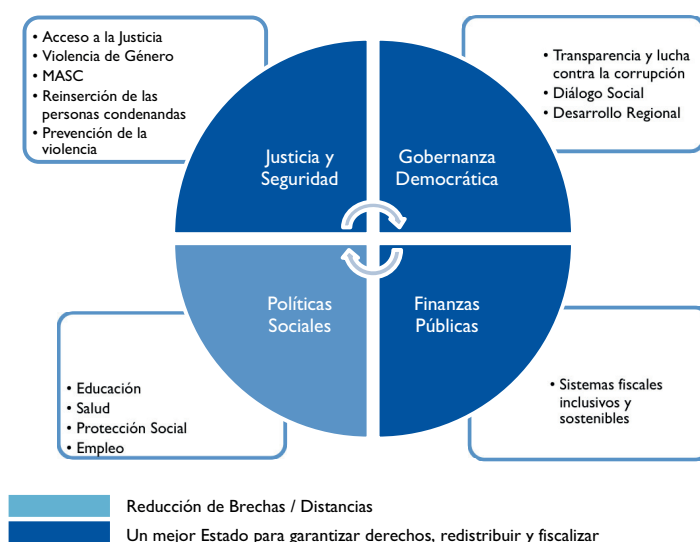 • Acceso a la Justicia
• Violencia de Género
• MASC
• Reinserción de las
personas condenandas
• Prevención de la
violencia
• Transparencia y lucha
contra la corrupción
• Diálogo Social
• Desarrollo Regional
Justicia y
Seguridad
Gobernanza
Democrática
Políticas
Sociales
Finanzas
Públicas
• Educación
• Salud
• Protección Social
• Empleo
• Sistemas fiscales
inclusivos y
sostenibles
Reducción de Brechas / Distancias
Un mejor Estado para garantizar derechos, redistribuir y fiscalizar